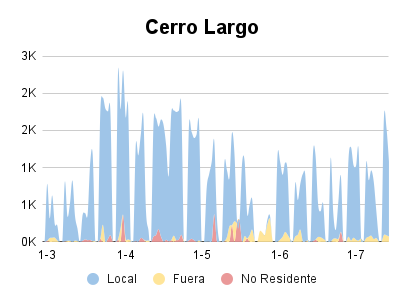 Cerro Largo
3K
2K
2K
1K
1K
0K
1-3 1-4 1-5 1-6 1-7
Local Fuera No Residente